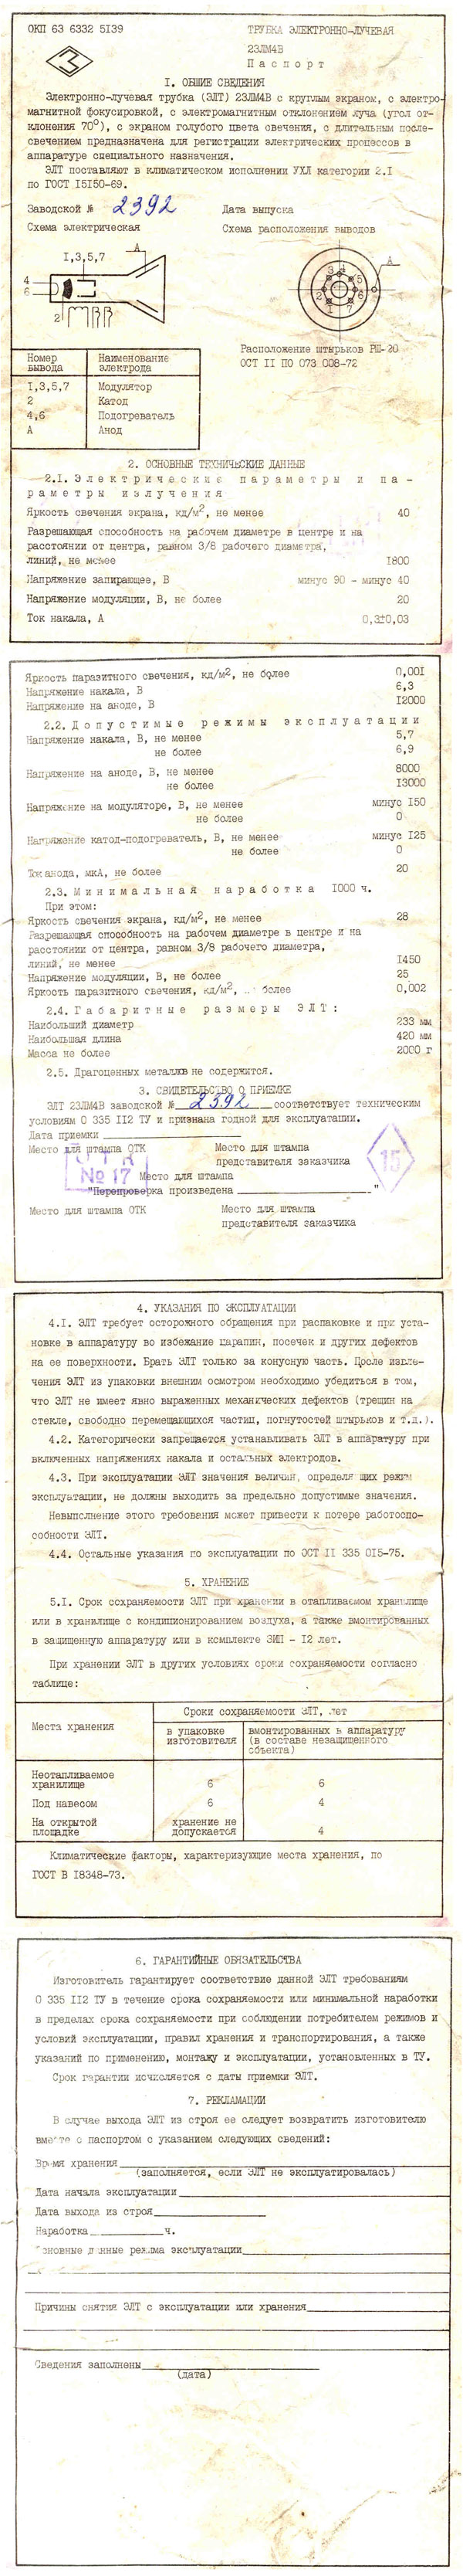 ОКП 63 6332 5139
ТРУБКА ЭЛЕКТРОННО-ЛУЧЕВАЯ
23ЛМ4В
Паспорт
I. ОБЩИЕ СВЕДЕНИЯ
Электронно-лучевая трубка (ЭЛТ) 23ЛМ4В с круглым экраном, с электро-
магнитной фокусировкой, с электромагнитным отклонением луча (угол от-
клонения 70°), с экраном голубого цвета свечения, с длительным после-
свечением предназначена для регистрации электрических процессов в
аппаратуре специального назначения.
ЭЛТ поставляют в климатическом исполнении УХЛ категории 2.1
по ГОСТ 15150-69.
Заводской № 2392 Дата выпуска
Схема электрическая Схема расположения выводов
А
1,3,5,7
4
6
2
А
1 2 3 4 5 6 7
Расположение штырьков РШ-20
ОСТ II ПО 073 008-72
Номер вывода Наименование электрода
1,3,5,7 Модулятор
2 Катод
4,6 Подогреватель
А Анод
2. ОСНОВНЫЕ ТЕХНИЧЕСКИЕ ДАННЫЕ
2.1. Электрические параметры и па-
раметры излучения
Яркость свечения экрана, кд/м², не менее 40
Разрешающая способность на рабочем диаметре в центре и на
расстоянии от центра, равном 3/8 рабочего диаметра,
линий, не менее 1800
Напряжение запирающее, В минус 90 - минус 40
Напряжение модуляции, В, не более 20
Ток накала, А 0,3±0,03
Яркость паразитного свечения, кд/м², не более 0,001
Напряжение накала, В 6,3
Напряжение на аноде, В 12000
2.2. Допустимые режимы эксплуатации
Напряжение накала, В, не менее 5,7
не более 6,9
Напряжение на аноде, В, не менее 8000
не более 13000
Напряжение на модуляторе, В, не менее минус 150
не более 0
Напряжение катод-подогреватель, В, не менее минус 125
не более 0
Ток анода, мкА, не более 20
2.3. Минимальная наработка 1000 ч.
При этом:
Яркость свечения экрана, кд/м², не менее 28
Разрешающая способность на рабочем диаметре в центре и на
расстоянии от центра, равном 3/8 рабочего диаметра,
линий, не менее 1450
Напряжение модуляции, В, не более 25
Яркость паразитного свечения, кд/м², более 0,002
2.4. Габаритные размеры ЭЛТ:
Наибольший диаметр 233 мм
Наибольшая длина 420 мм
Масса не более 2000 г
2.5. Драгоценных металлов не содержится.
3. СВИДЕТЕЛЬСТВО О ПРИЕМКЕ
ЭЛТ 23ЛМ4В заводской № 2392 соответствует техническим
условиям О 335 112 ТУ и признана годной для эксплуатации.
Дата приемки
Место для штампа ОТК Место для штампа
представителя заказчика
ОТК
№ 17
15
Место для штампа
"Перепроверка произведена "
Место для штампа ОТК Место для штампа
представителя заказчика
4. УКАЗАНИЯ ПО ЭКСПЛУАТАЦИИ
4.1. ЭЛТ требует осторожного обращения при распаковке и при уста-
новке в аппаратуру во избежание царапин, посечек и других дефектов
на ее поверхности. Брать ЭЛТ только за конусную часть. После извле-
чения ЭЛТ из упаковки внешним осмотром необходимо убедиться в том,
что ЭЛТ не имеет явно выраженных механических дефектов (трещин на
стекле, свободно перемещающихся частиц, погнутостей штырьков и т.д.).
4.2. Категорически запрещается устанавливать ЭЛТ в аппаратуру при
включенных напряжениях накала и остальных электродов.
4.3. При эксплуатации ЭЛТ значения величин, определяющих режим
эксплуатации, не должны выходить за предельно допустимые значения.
Невыполнение этого требования может привести к потере работоспо-
собности ЭЛТ.
4.4. Остальные указания по эксплуатации по ОСТ II 335 015-75.
5. ХРАНЕНИЕ
5.1. Срок сохраняемости ЭЛТ при хранении в отапливаемом хранилище
или в хранилище с кондиционированием воздуха, а также вмонтированных
в защищенную аппаратуру или в комплекте ЗИП - 12 лет.
При хранении ЭЛТ в других условиях сроки сохраняемости согласно
таблице:
Места хранения Сроки сохраняемости ЭЛТ, лет
в упаковке изготовителя вмонтированных в аппаратуру (в составе незащищенного объекта)
Неотапливаемое
хранилище 6 6
Под навесом 6 4
На открытой площадке хранение не допускается 4
Климатические факторы, характеризующие места хранения, по
ГОСТ В 18348-73.
6. ГАРАНТИЙНЫЕ ОБЯЗАТЕЛЬСТВА
Изготовитель гарантирует соответствие данной ЭЛТ требованиям
О 335 112 ТУ в течение срока сохраняемости или минимальной наработки
в пределах срока сохраняемости при соблюдении потребителем режимов и
условий эксплуатации, правил хранения и транспортирования, а также
указаний по применению, монтажу и эксплуатации, установленных в ТУ.
Срок гарантии исчисляется с даты приемки ЭЛТ.
7. РЕКЛАМАЦИИ
В случае выхода ЭЛТ из строя ее следует возвратить изготовителю
вместе с паспортом с указанием следующих сведений:
Время хранения
(заполняется, если ЭЛТ не эксплуатировалась)
Дата начала эксплуатации
Дата выхода из строя
Наработка ч.
Основные данные режима эксплуатации
Причины снятия ЭЛТ с эксплуатации или хранения
Сведения заполнены
(дата)